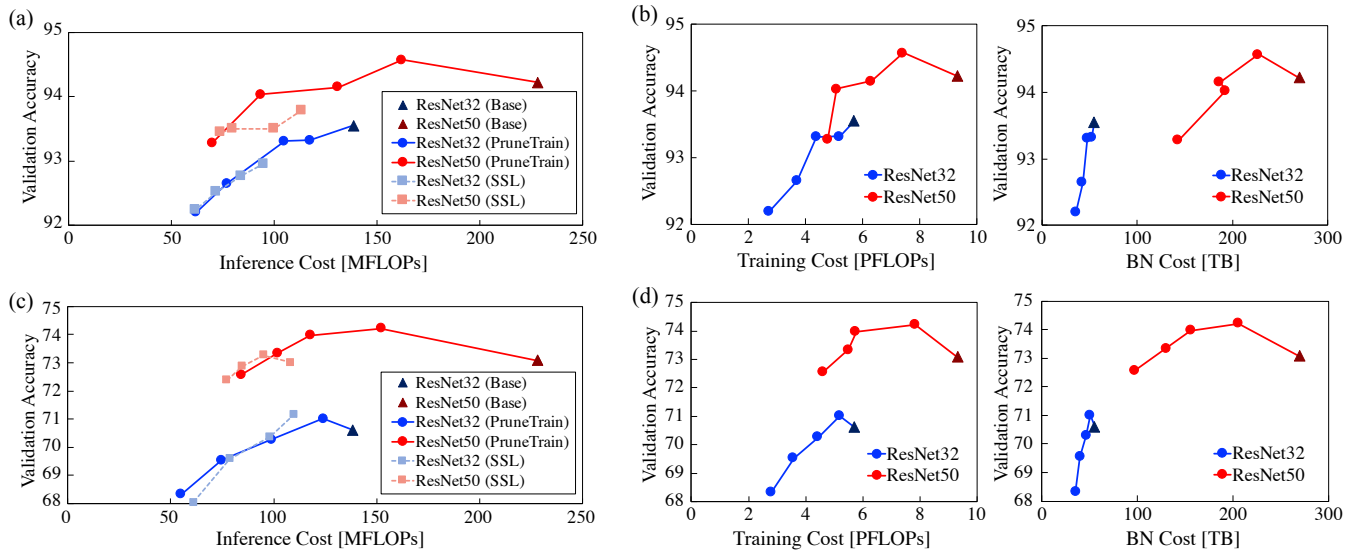 (a)
Validation Accuracy
95
94
93
92
0
50
100
150
200
250
Inference Cost [MFLOPs]
ResNet32 (Base)
ResNet50 (Base)
ResNet32 (PruneTrain)
ResNet50 (PruneTrain)
ResNet32 (SSL)
ResNet50 (SSL)
(b)
Validation Accuracy
95
94
93
92
0
2
4
6
8
10
Training Cost [PFLOPs]
ResNet32
ResNet50
Validation Accuracy
95
94
93
92
0
100
200
300
BN Cost [TB]
ResNet32
ResNet50
(c)
Validation Accuracy
75
74
73
72
71
70
69
68
0
50
100
150
200
250
Inference Cost [MFLOPs]
ResNet32 (Base)
ResNet50 (Base)
ResNet32 (PruneTrain)
ResNet50 (PruneTrain)
ResNet32 (SSL)
ResNet50 (SSL)
(d)
Validation Accuracy
75
74
73
72
71
70
69
68
0
2
4
6
8
10
Training Cost [PFLOPs]
ResNet32
ResNet50
Validation Accuracy
75
74
73
72
71
70
69
68
0
100
200
300
BN Cost [TB]
ResNet32
ResNet50